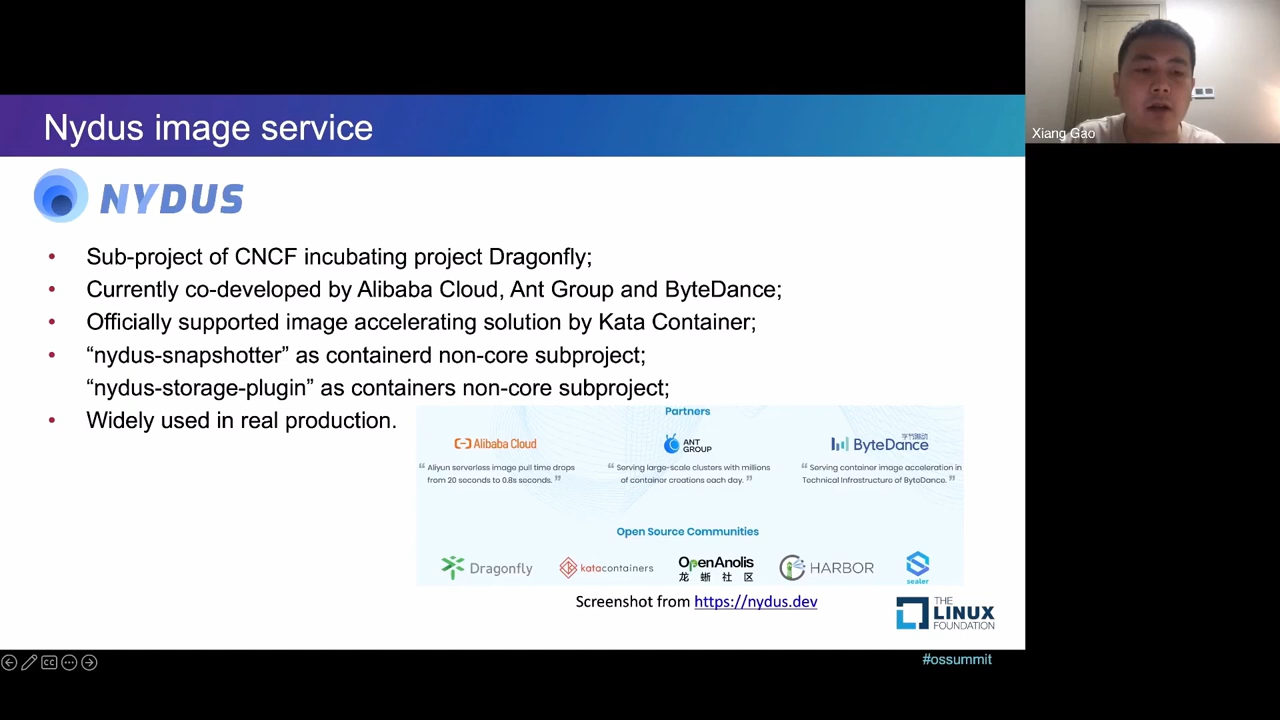 Nydus image service
NYDUS
• Sub-project of CNCF incubating project Dragonfly;
• Currently co-developed by Alibaba Cloud, Ant Group and ByteDance;
• Officially supported image accelerating solution by Kata Container;
• “nydus-snapshotter” as containerd non-core subproject;
“nydus-storage-plugin” as containers non-core subproject;
• Widely used in real production.
Partners
Alibaba Cloud
ANT GROUP
字节跳动
ByteDance
“ Aliyun serverless image pull time drops
from 20 seconds to 0.8s seconds. ”
“ Serving large-scale clusters with millions
of container creations each day. ”
“ Serving container image acceleration in
Technical Infrastructure of ByteDance. ”
Open Source Communities
Dragonfly
katacontainers
OpenAnolis
龙蜥社区
HARBOR
sealer
Screenshot from https://nydus.dev
THE
LINUX
FOUNDATION
#ossummit
CC
Xiang Gao